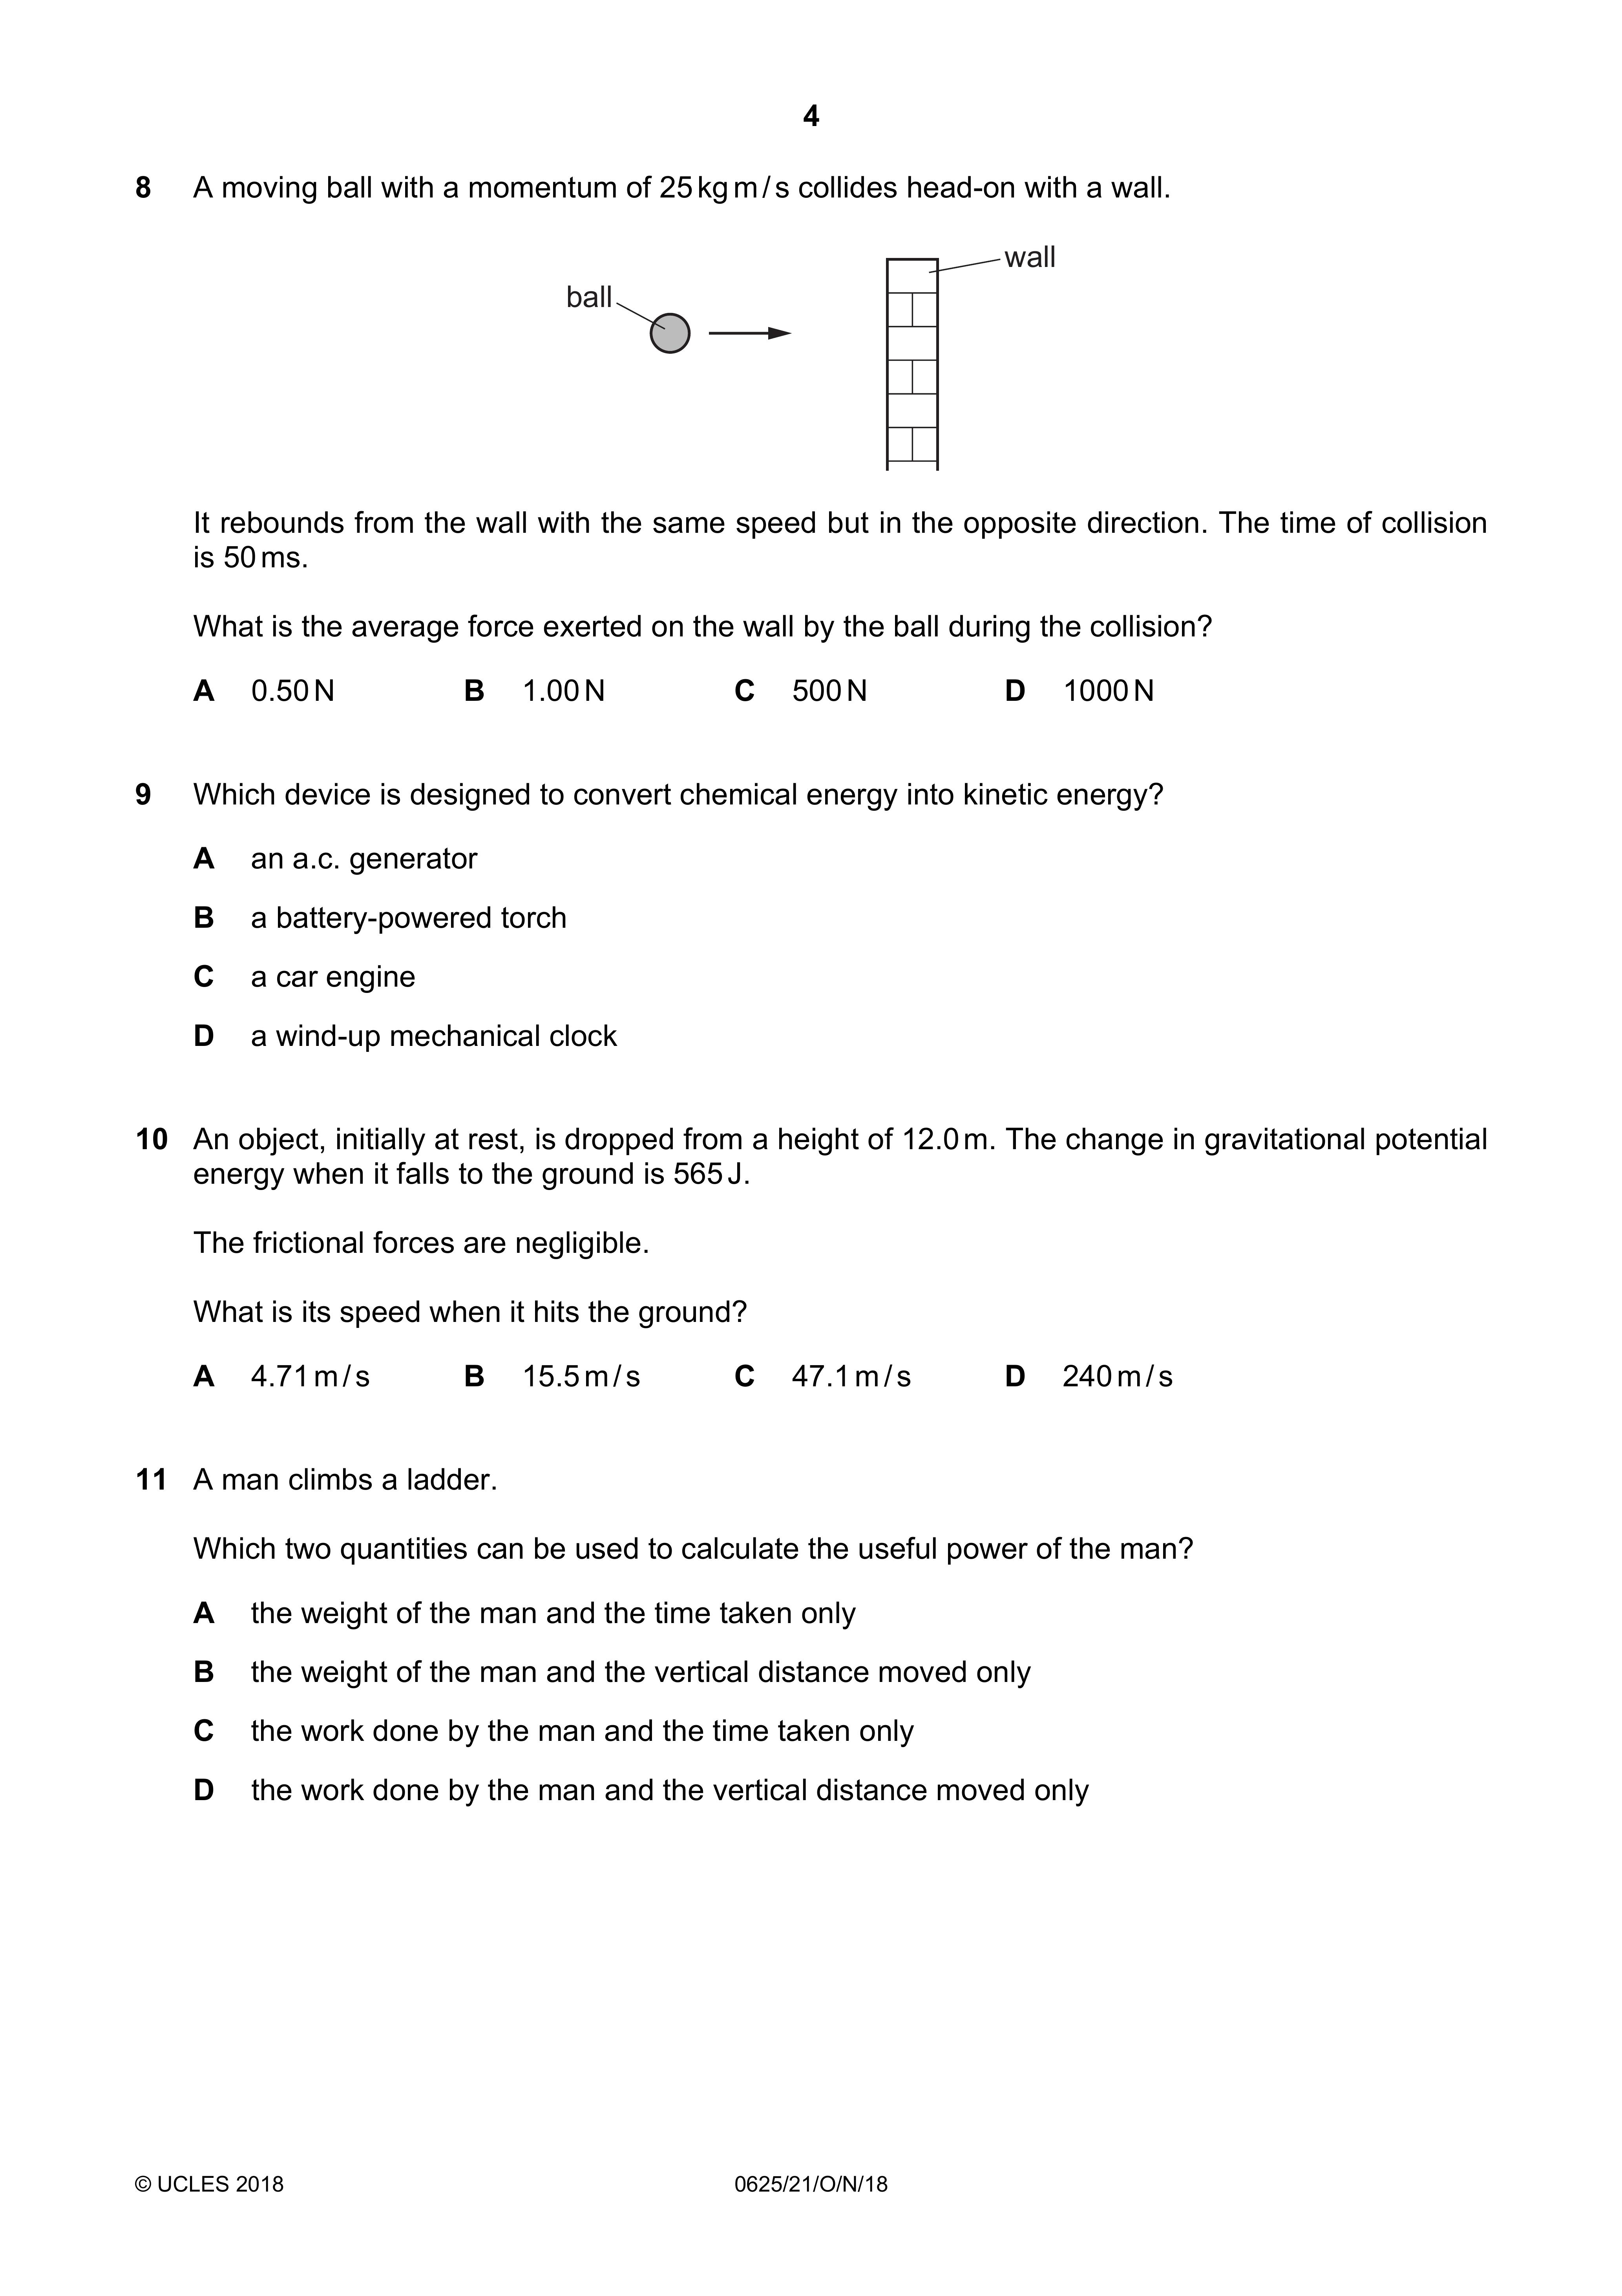 4
8 A moving ball with a momentum of 25 kg m / s collides head-on with a wall.
wall
ball
It rebounds from the wall with the same speed but in the opposite direction. The time of collision
is 50 ms.
What is the average force exerted on the wall by the ball during the collision?
A 0.50 N B 1.00 N C 500 N D 1000 N
9 Which device is designed to convert chemical energy into kinetic energy?
A an a.c. generator
B a battery-powered torch
C a car engine
D a wind-up mechanical clock
10 An object, initially at rest, is dropped from a height of 12.0 m. The change in gravitational potential
energy when it falls to the ground is 565 J.
The frictional forces are negligible.
What is its speed when it hits the ground?
A 4.71 m / s B 15.5 m / s C 47.1 m / s D 240 m / s
11 A man climbs a ladder.
Which two quantities can be used to calculate the useful power of the man?
A the weight of the man and the time taken only
B the weight of the man and the vertical distance moved only
C the work done by the man and the time taken only
D the work done by the man and the vertical distance moved only
© UCLES 2018 0625/21/O/N/18